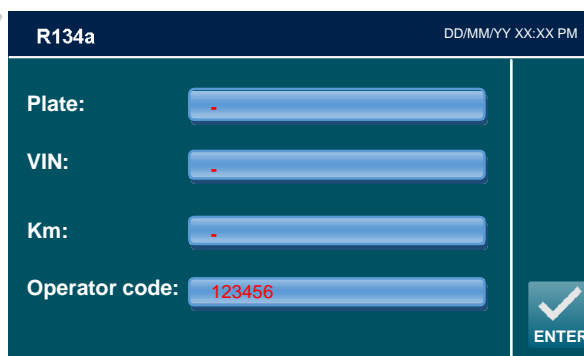 R134a DD/MM/YY XX:XX PM
Plate: -
VIN: -
Km: -
Operator code: 123456
ENTER